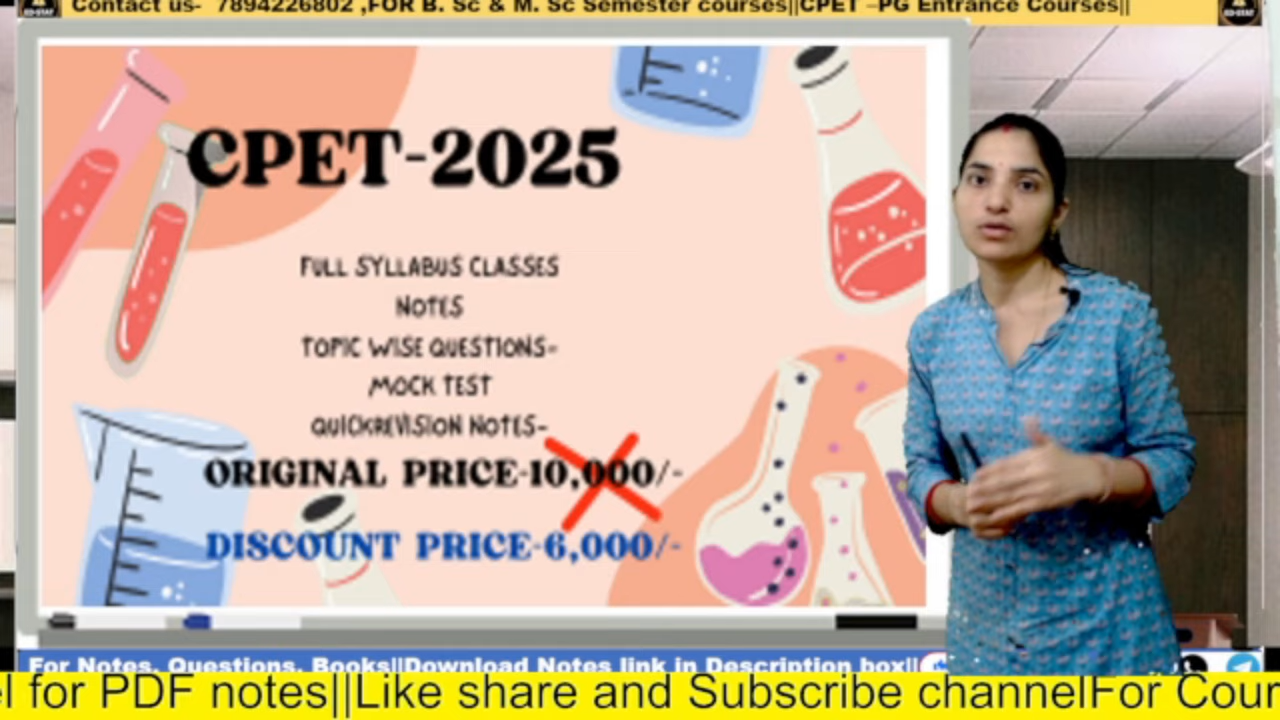 Contact us- 7894226802 ,FOR B. Sc & M. Sc Semester courses||CPET –PG Entrance Courses||
CPET-2025
FULL SYLLABUS CLASSES
NOTES
TOPIC WISE QUESTIONS-
MOCK TEST
QUICKREVISION NOTES-
ORIGINAL PRICE-10,000/-
DISCOUNT PRICE-6,000/-
For Notes, Questions, Books||Download Notes link in Description box||
for PDF notes||Like share and Subscribe channelFor Cour